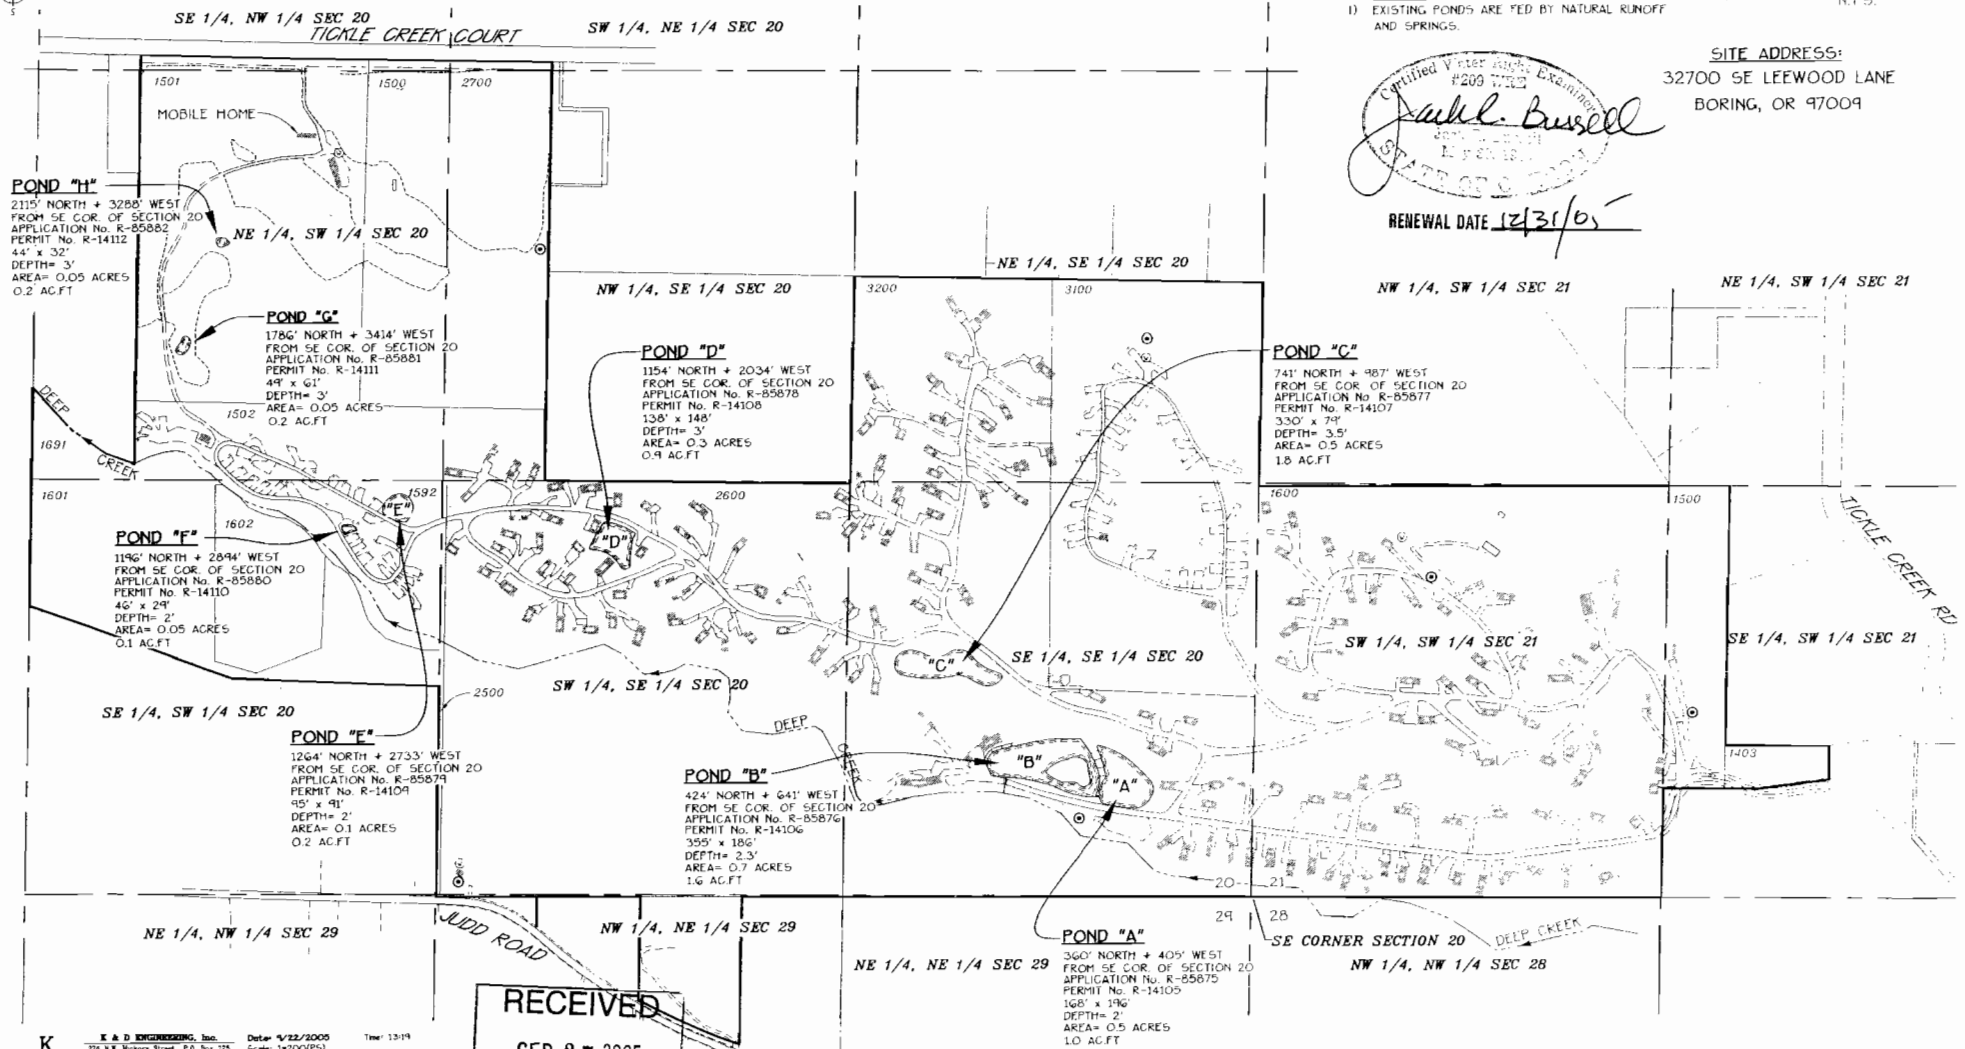 SE 1/4, NW 1/4 SEC 20
TICKLE CREEK COURT
SW 1/4, NE 1/4 SEC 20
1) EXISTING PONDS ARE FED BY NATURAL RUNOFF
AND SPRINGS.
N.T.S.
SITE ADDRESS:
32700 SE LEEWOOD LANE
BORING, OR 97009
Certified Water Right Examiner
#209 WRE
Jack L. Burrell
STATE OF
RENEWAL DATE 12/31/05
1501
1500
2700
MOBILE HOME
POND "H"
2115' NORTH + 3288' WEST
FROM SE COR. OF SECTION 20
APPLICATION No. R-85882
PERMIT No. R-14112
44' x 32'
DEPTH= 3'
AREA= 0.05 ACRES
0.2 AC.FT
NE 1/4, SW 1/4 SEC 20
POND "G"
1786' NORTH + 3414' WEST
FROM SE COR. OF SECTION 20
APPLICATION No. R-85881
PERMIT No. R-14111
49' x 61'
DEPTH= 3'
AREA= 0.05 ACRES
0.2 AC.FT
1502
NW 1/4, SE 1/4 SEC 20
NE 1/4, SE 1/4 SEC 20
3200
3100
NW 1/4, SW 1/4 SEC 21
NE 1/4, SW 1/4 SEC 21
POND "D"
1154' NORTH + 2034' WEST
FROM SE COR. OF SECTION 20
APPLICATION No. R-85878
PERMIT No. R-14108
138' x 148'
DEPTH= 3'
AREA= 0.3 ACRES
0.9 AC.FT
POND "C"
741' NORTH + 987' WEST
FROM SE COR. OF SECTION 20
APPLICATION No R-85877
PERMIT No. R-14107
330' x 79'
DEPTH= 3.5'
AREA= 0.5 ACRES
1.8 AC.FT
DEEP
CREEK
1691
1601
1602
1592
"E"
2600
"D"
1600
1500
TICKLE CREEK RD
POND "F"
1196' NORTH + 2894' WEST
FROM SE COR. OF SECTION 20
APPLICATION No. R-85880
PERMIT No. R-14110
46' x 29'
DEPTH= 2'
AREA= 0.05 ACRES
0.1 AC.FT
SE 1/4, SW 1/4 SEC 20
2500
SW 1/4, SE 1/4 SEC 20
"C"
SE 1/4, SE 1/4 SEC 20
SW 1/4, SW 1/4 SEC 21
SE 1/4, SW 1/4 SEC 21
POND "E"
1264' NORTH + 2733' WEST
FROM SE COR. OF SECTION 20
APPLICATION No. R-85879
PERMIT No. R-14109
95' x 91'
DEPTH= 2'
AREA= 0.1 ACRES
0.2 AC.FT
DEEP
CREEK
POND "B"
424' NORTH + 641' WEST
FROM SE COR. OF SECTION 20
APPLICATION No. R-85876
PERMIT No. R-14106
355' x 186'
DEPTH= 2.3'
AREA= 0.7 ACRES
1.6 AC.FT
"B"
"A"
1403
20
21
29
28
SE CORNER SECTION 20
DEEP CREEK
JUDD ROAD
NE 1/4, NW 1/4 SEC 29
NW 1/4, NE 1/4 SEC 29
NE 1/4, NE 1/4 SEC 29
NW 1/4, NW 1/4 SEC 28
POND "A"
360' NORTH + 405' WEST
FROM SE COR. OF SECTION 20
APPLICATION No. R-85875
PERMIT No. R-14105
168' x 196'
DEPTH= 2'
AREA= 0.5 ACRES
1.0 AC.FT
RECEIVED
K
K & D ENGINEERING, Inc.
Date: 9/22/2005
Time: 13:19
Scale: 1=200(PS)